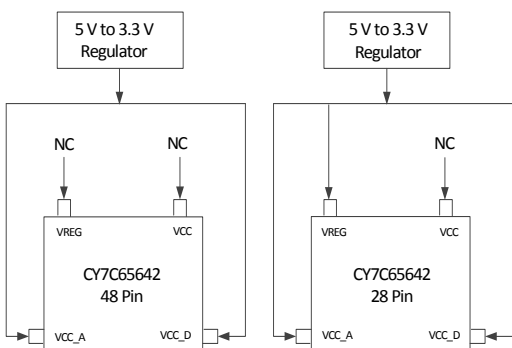 5 V to 3.3 V
Regulator
NC
NC
VREG
VCC
CY7C65642
48 Pin
VCC_A
VCC_D
5 V to 3.3 V
Regulator
NC
VREG
VCC
CY7C65642
28 Pin
VCC_A
VCC_D